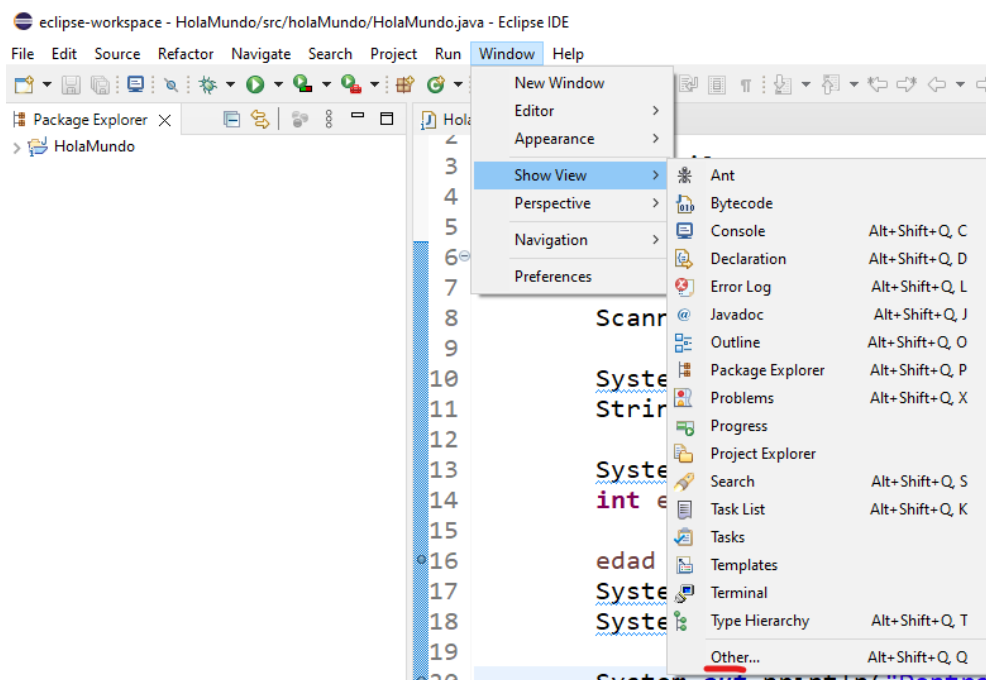 eclipse-workspace - HolaMundo/src/holaMundo/HolaMundo.java - Eclipse IDE
File Edit Source Refactor Navigate Search Project Run Window Help
Package Explorer
HolaMundo
Hola
New Window
Editor
Appearance
Show View
Perspective
Navigation
Preferences
Ant
Bytecode
Console Alt+Shift+Q, C
Declaration Alt+Shift+Q, D
Error Log Alt+Shift+Q, L
Javadoc Alt+Shift+Q, J
Outline Alt+Shift+Q, O
Package Explorer Alt+Shift+Q, P
Problems Alt+Shift+Q, X
Progress
Project Explorer
Search Alt+Shift+Q, S
Task List Alt+Shift+Q, K
Tasks
Templates
Terminal
Type Hierarchy Alt+Shift+Q, T
Other... Alt+Shift+Q, Q
2
3
4
5
6
7
8 Scann
9
10 Syste
11 Strin
12
13 Syste
14 int e
15
16 edad
17 Syste
18 Syste
19
20